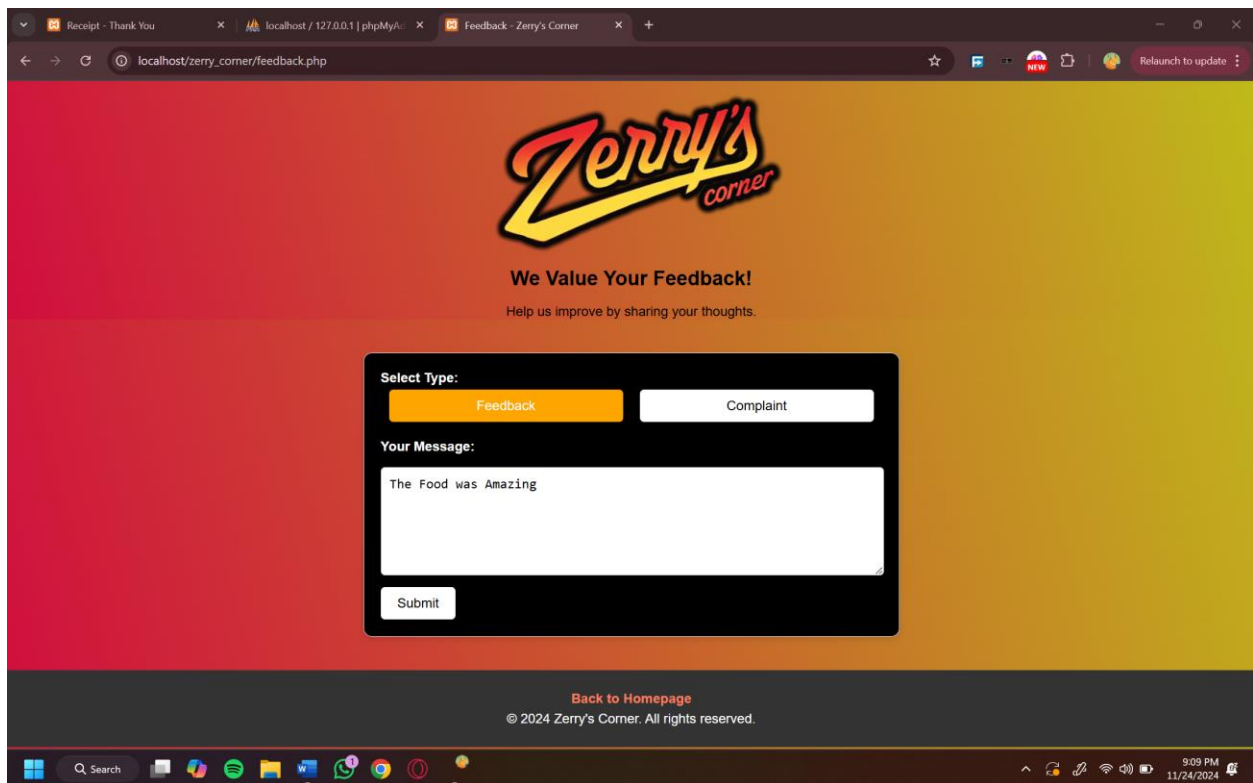 Receipt - Thank You
localhost / 127.0.0.1 | phpMyAd
Feedback - Zerry's Corner
localhost/zerry_corner/feedback.php
NEW
Relaunch to update
Zerry's
corner
We Value Your Feedback!
Help us improve by sharing your thoughts.
Select Type:
Feedback
Complaint
Your Message:
The Food was Amazing
Submit
Back to Homepage
© 2024 Zerry's Corner. All rights reserved.
Search
9:09 PM
11/24/2024